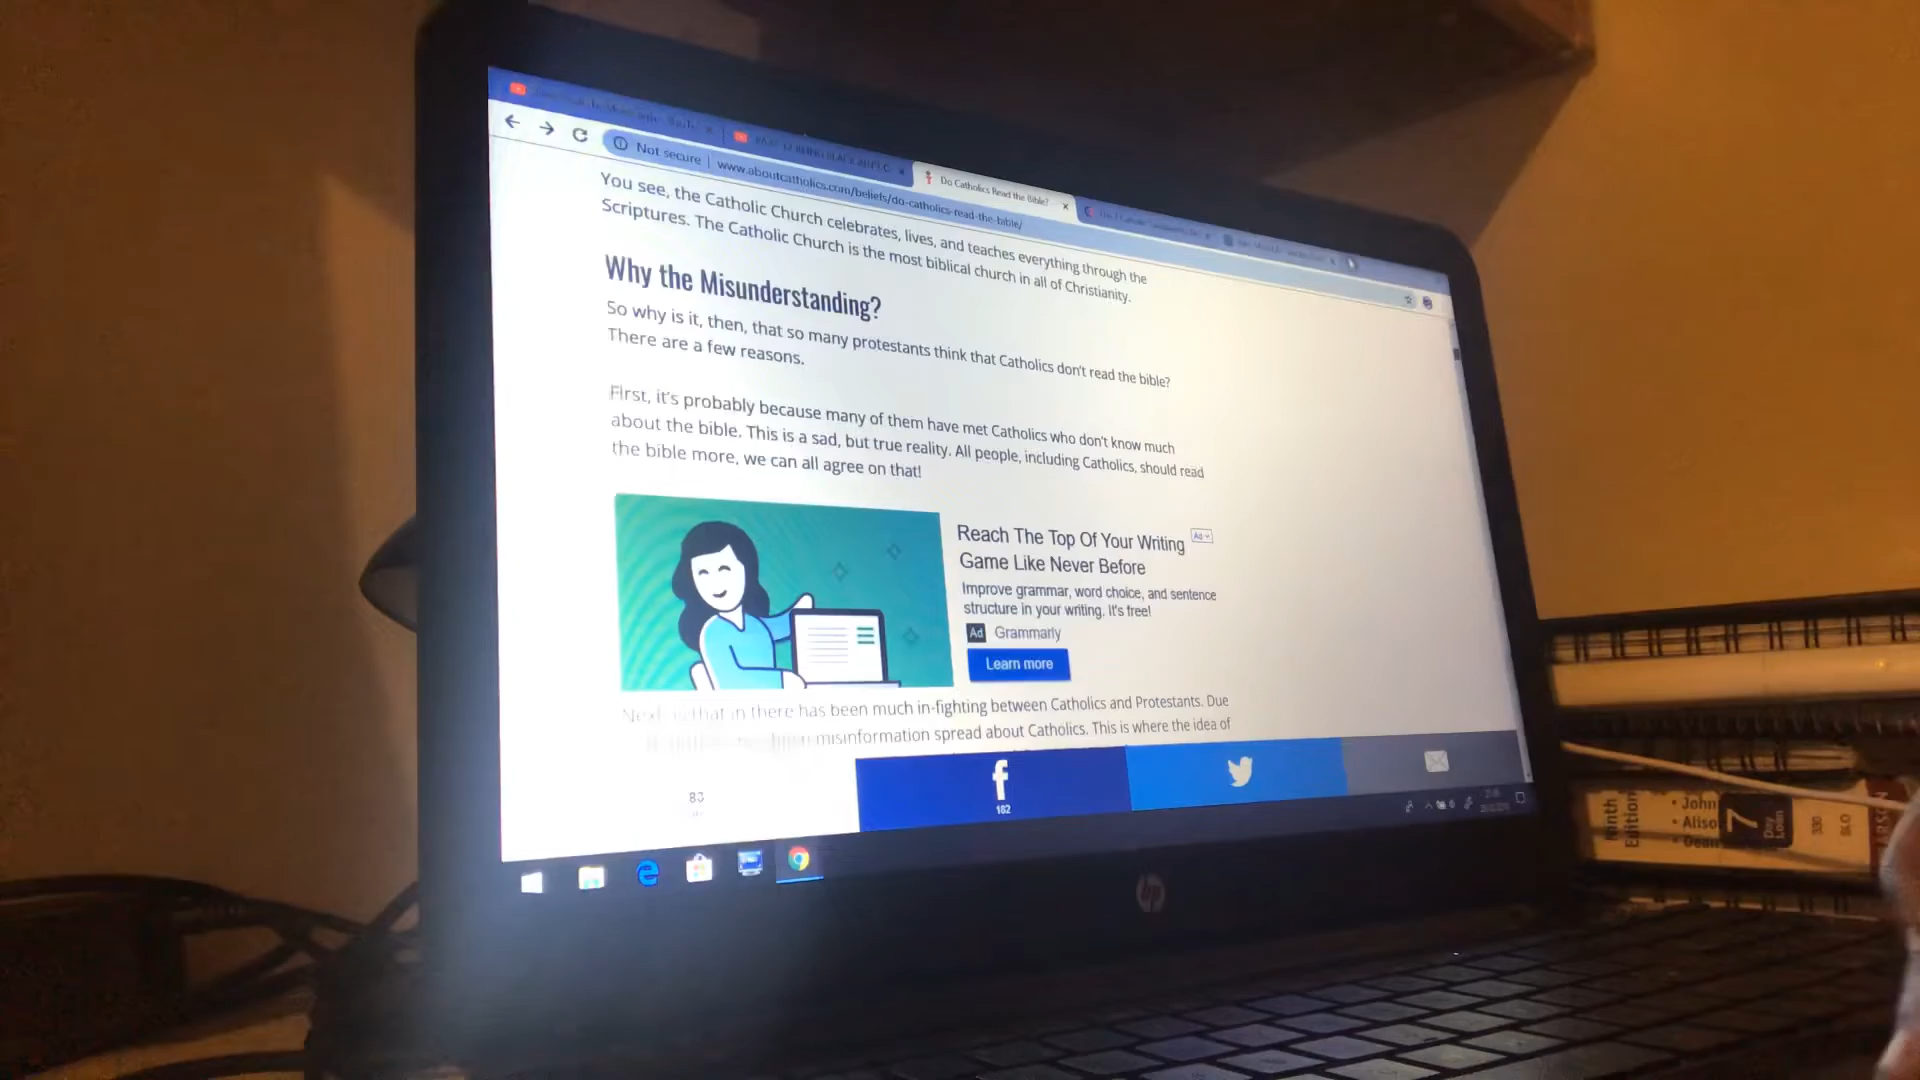 Do Catholics Read the Bible?
Not secure | www.aboutcatholics.com/beliefs/do-catholics-read-the-bible/
You see, the Catholic Church celebrates, lives, and teaches everything through the
Scriptures. The Catholic Church is the most biblical church in all of Christianity.
Why the Misunderstanding?
So why is it, then, that so many protestants think that Catholics don't read the bible?
There are a few reasons.
First, it's probably because many of them have met Catholics who don't know much
about the bible. This is a sad, but true reality. All people, including Catholics, should read
the bible more, we can all agree on that!
Reach The Top Of Your Writing
Ad
Game Like Never Before
Improve grammar, word choice, and sentence
structure in your writing. It's free!
Ad Grammarly
Learn more
there has been much in-fighting between Catholics and Protestants. Due
misinformation spread about Catholics. This is where the idea of
83
f
182
hp
Ninth
Edition
• John
• Aliso
• Dean
7
Day
Loan
330
BLO